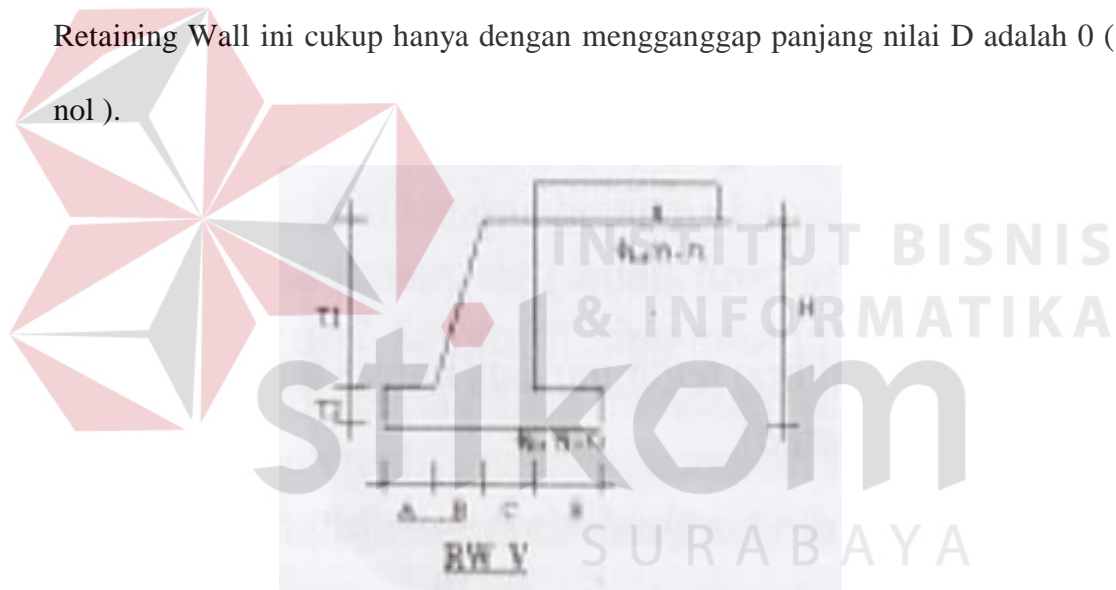 Retaining Wall ini cukup hanya dengan mengganggap panjang nilai D adalah 0 (
nol ).
INSTITUT BISNIS
& INFORMATIKA
T1
H
stikom
T2
A B C
RW V
SURABAYA